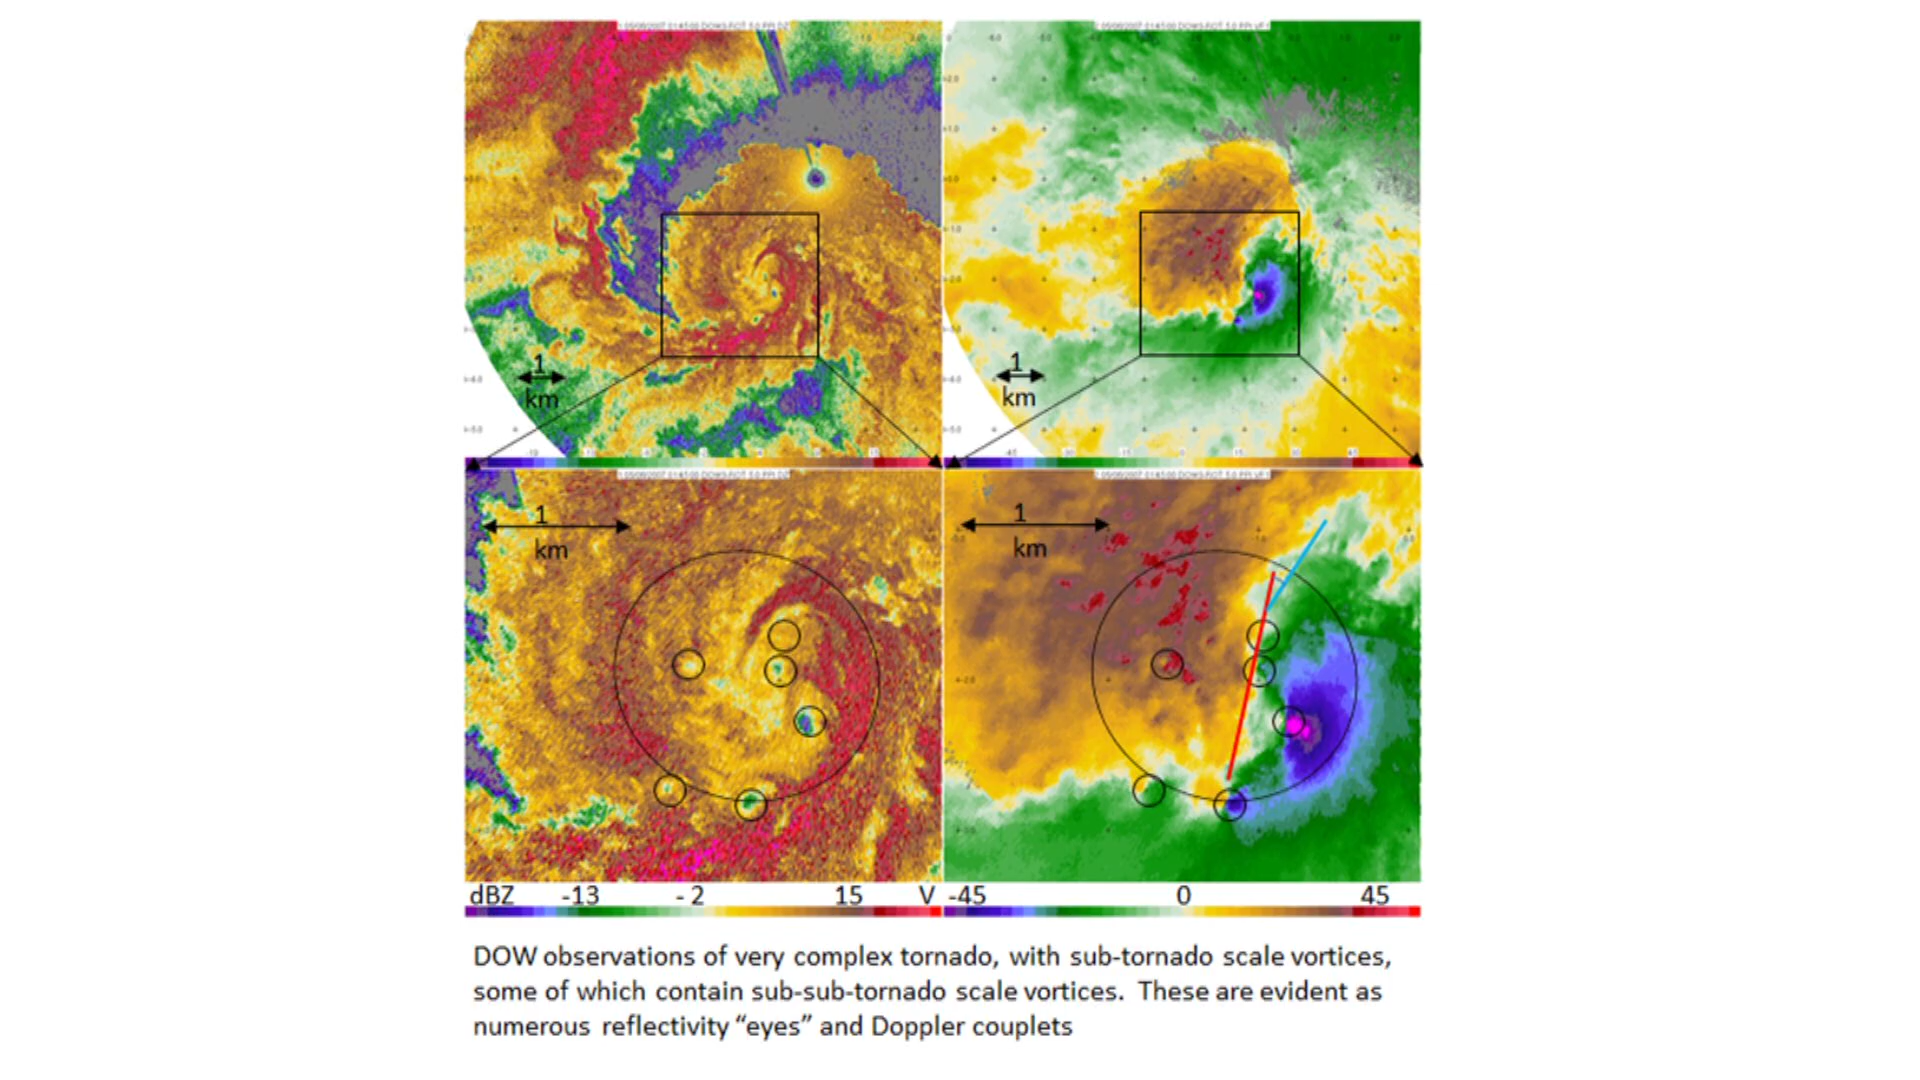 1
km
1
km
1
km
1
km
dBZ -13 - 2 15 V -45 0 45
DOW observations of very complex tornado, with sub-tornado scale vortices,
some of which contain sub-sub-tornado scale vortices. These are evident as
numerous reflectivity “eyes” and Doppler couplets